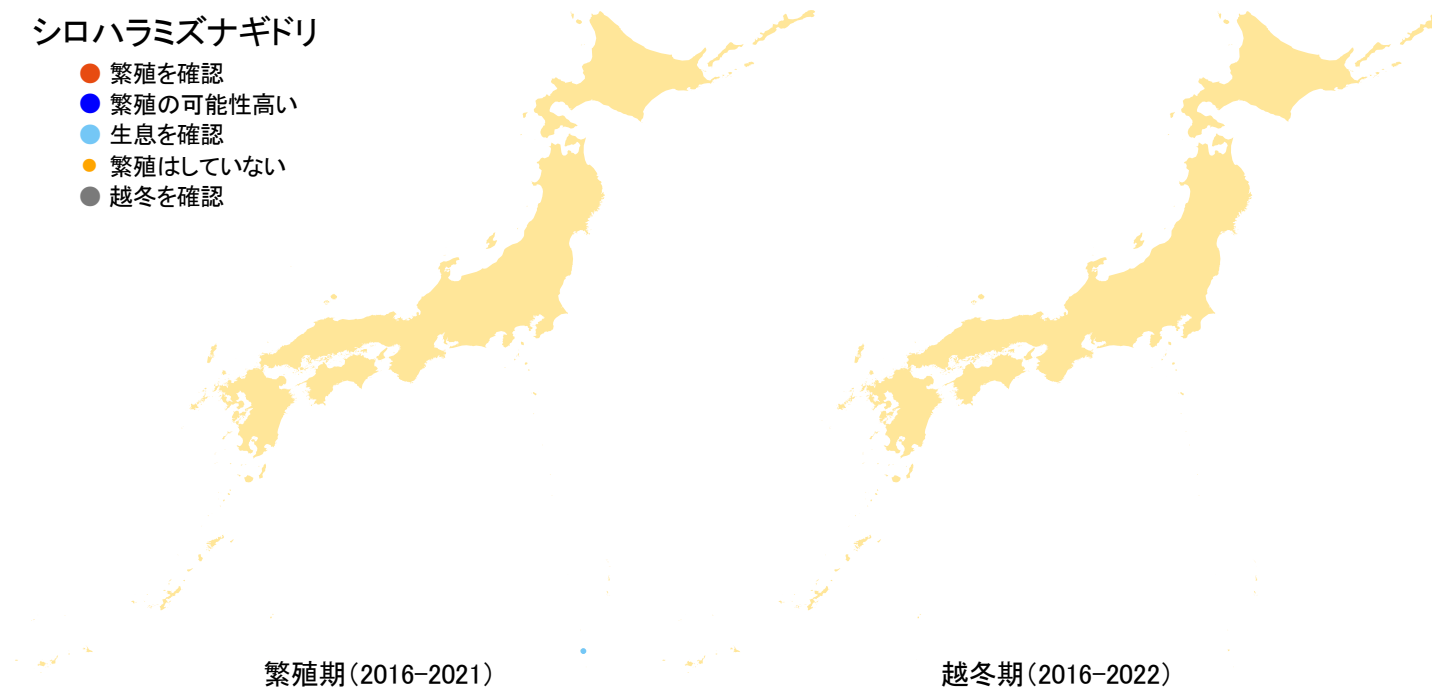 シロハラミズナギドリ
繁殖を確認
繁殖の可能性高い
生息を確認
繁殖はしていない
越冬を確認
繁殖期(2016-2021)
越冬期(2016-2022)